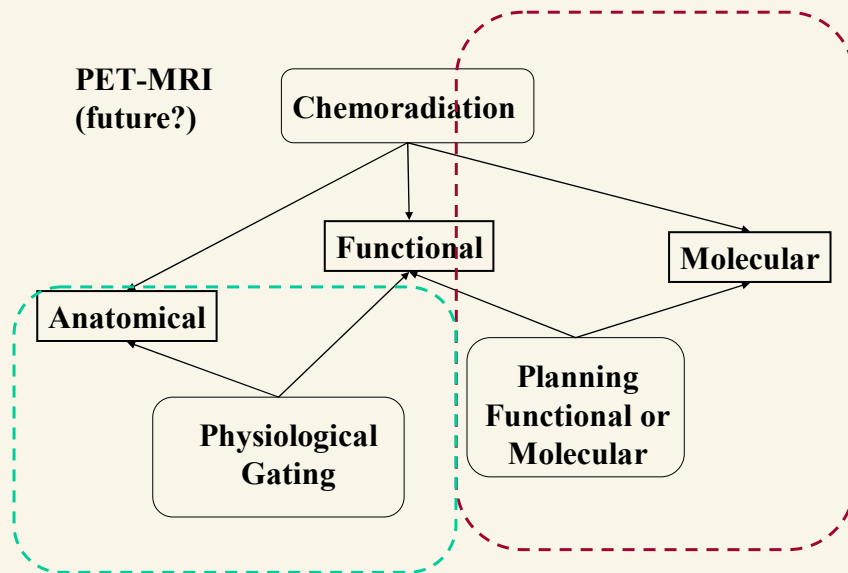 PET-MRI
(future?)
Chemoradiation
Functional
Molecular
Anatomical
Planning
Functional or
Molecular
Physiological
Gating